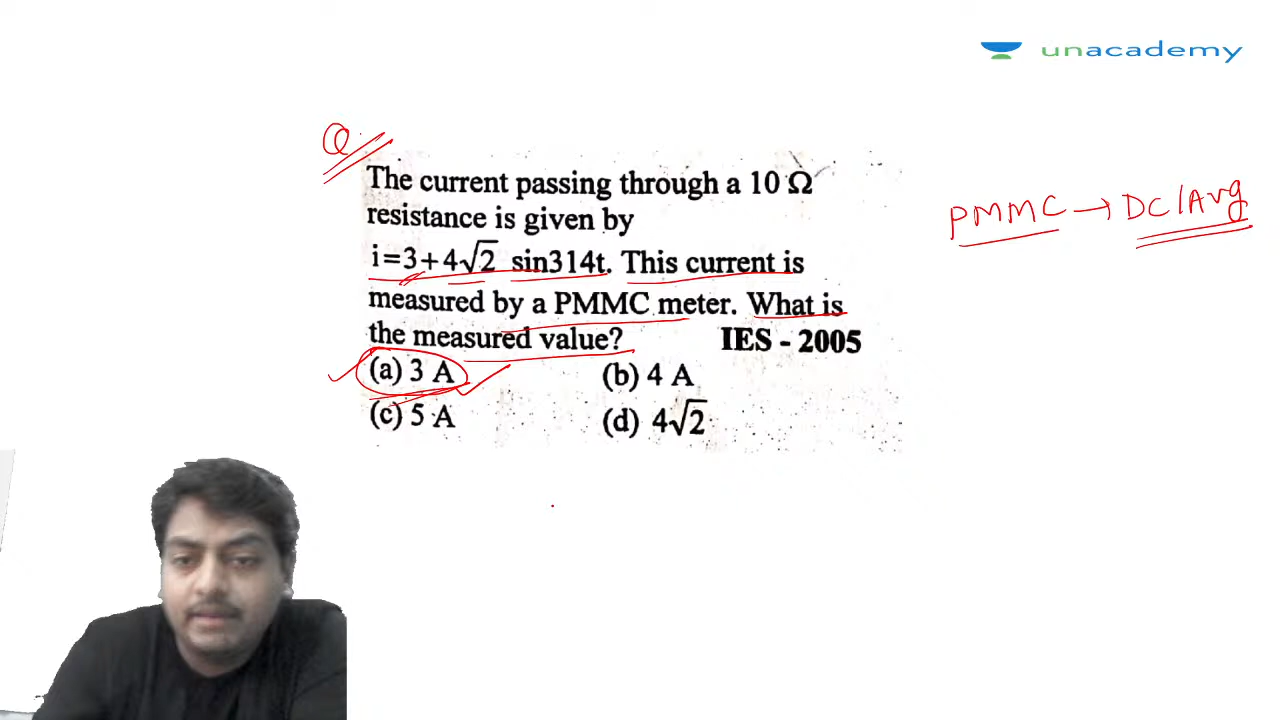 unacademy
Q
The current passing through a 10 Ω
resistance is given by
i=3+4√2 sin314t. This current is
measured by a PMMC meter. What is
the measured value? IES - 2005
(a) 3 A (b) 4 A
(c) 5 A (d) 4√2
PMMC → DC/Avg